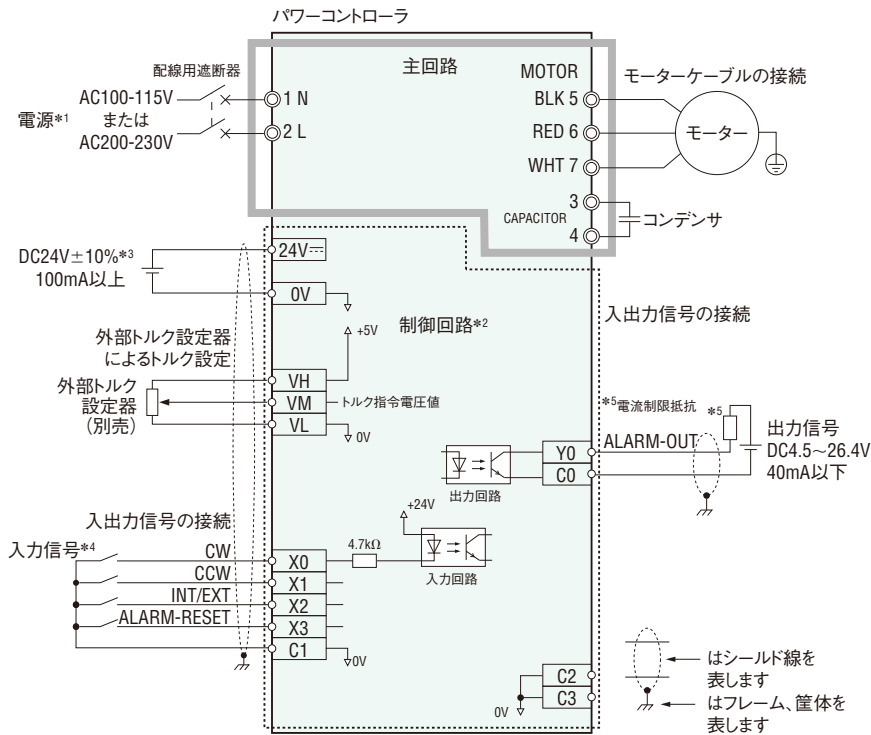 パワーコントローラ
主回路
MOTOR
配線用遮断器
モーターケーブルの接続
電源*1
AC100-115V
または
AC200-230V
1 N
2 L
BLK 5
RED 6
WHT 7
モーター
3
CAPACITOR
4
コンデンサ
DC24V±10%*3
100mA以上
24V⎓
0V
+5V
制御回路*2
入出力信号の接続
外部トルク設定器
によるトルク設定
外部トルク
設定器
(別売)
VH
VM
トルク指令電圧値
VL
0V
*5電流制限抵抗
*5
ALARM-OUT
Y0
C0
出力回路
出力信号
DC4.5~26.4V
40mA以下
入出力信号の接続
+24V
4.7kΩ
入力回路
入力信号*4
CW
X0
CCW
X1
INT/EXT
X2
ALARM-RESET
X3
C1
0V
C2
C3
0V
はシールド線を
表します
はフレーム、筐体を
表します